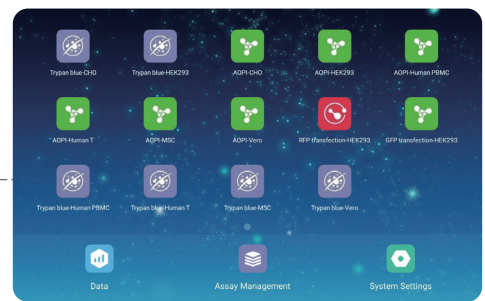 Trypan blue-CHO Trypan blue-HEK293 AOPI-CHO AOPI-HEK293 AOPI-Human PBMC
AOPI-Human T AOPI-MSC AOPI-Vero RFP transfection-HEK293 GFP transfection-HEK293
Trypan blue-Human PBMC Trypan blue-Human T Trypan blue-MSC Trypan blue-Vero
Data Assay Management System Settings